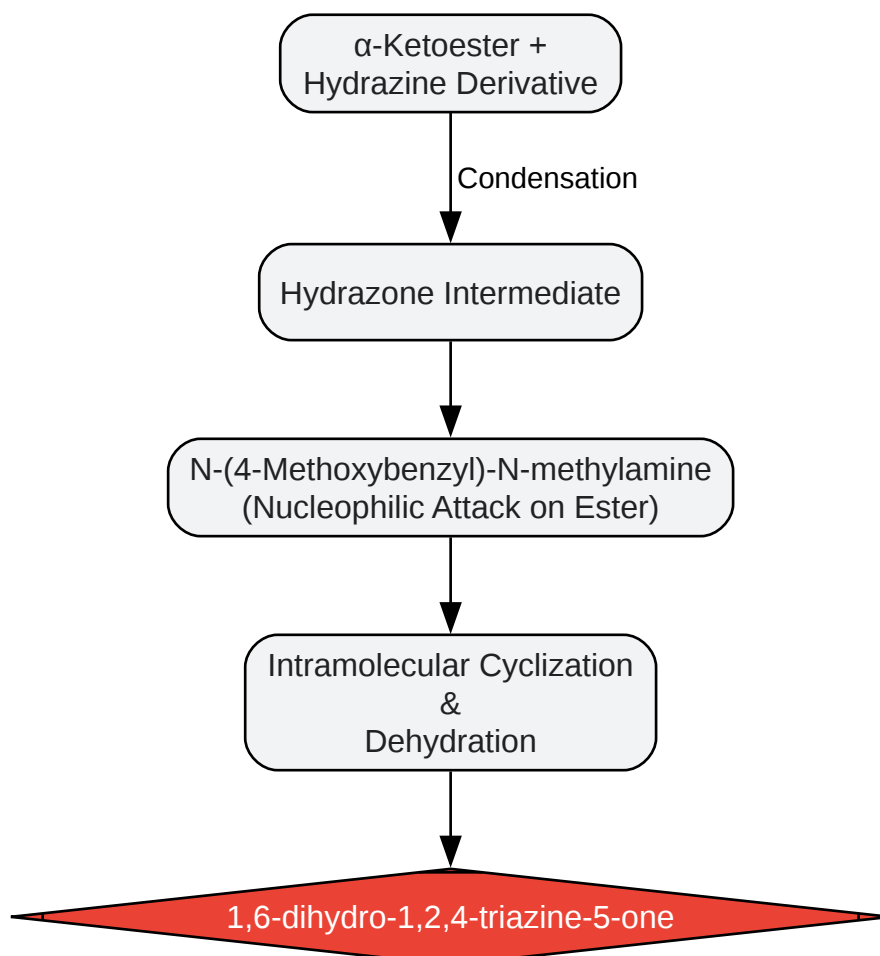 α-Ketoester +
Hydrazine Derivative
Condensation
Hydrazone Intermediate
N-(4-Methoxybenzyl)-N-methylamine
(Nucleophilic Attack on Ester)
Intramolecular Cyclization
&
Dehydration
1,6-dihydro-1,2,4-triazine-5-one